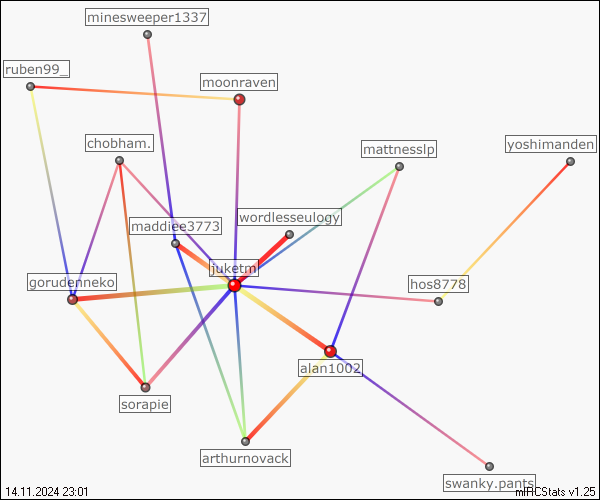 minesweeper1337
ruben99_
moonraven
chobham.
mattnesslp
yoshimanden
wordlesseulogy
maddiee3773
juketm
gorudenneko
hos8778
alan1002
sorapie
arthurnovack
swanky.pants
14.11.2024 23:01
mIRCStats v1.25